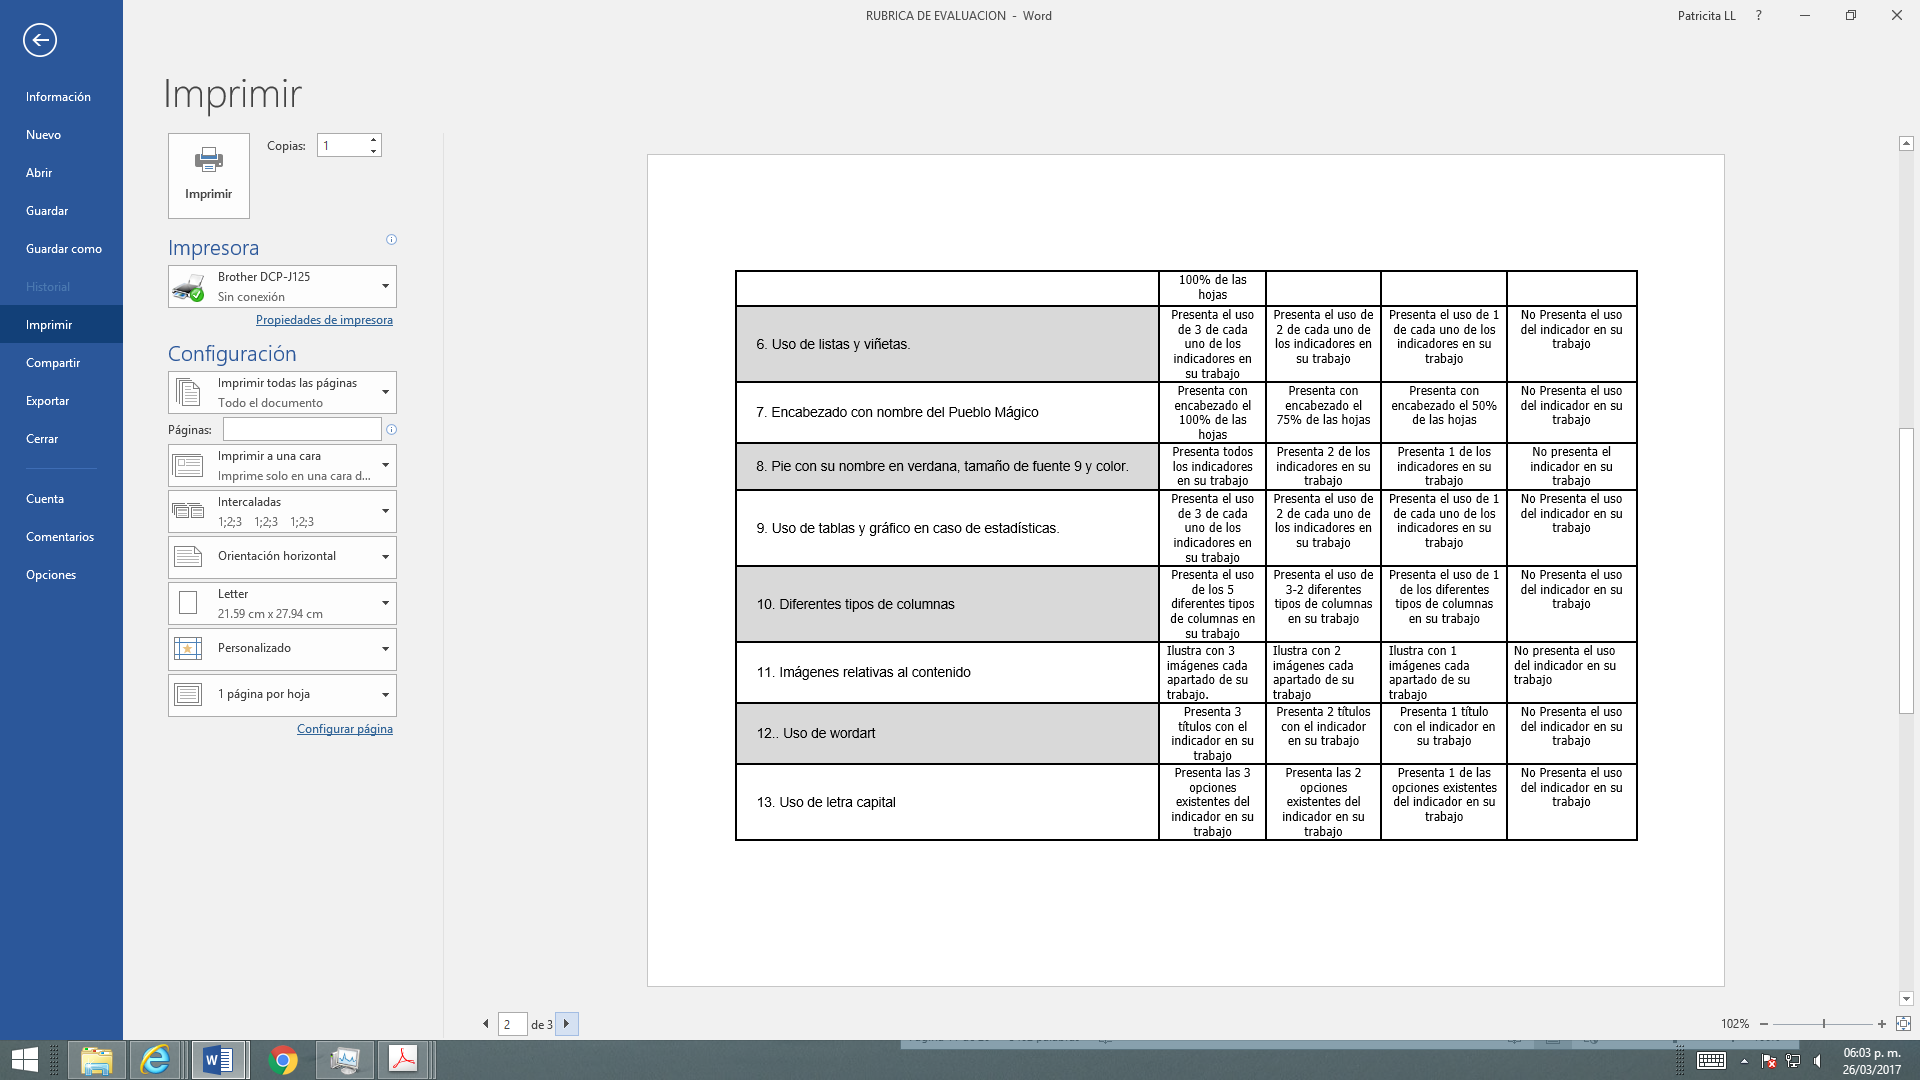 RUBRICA DE EVALUACION - Word
Patricita LL
?
Información
Nuevo
Abrir
Guardar
Guardar como
Historial
Imprimir
Compartir
Exportar
Cerrar
Cuenta
Comentarios
Opciones
Imprimir
Imprimir
Copias: 1
Impresora
Brother DCP-J125
Sin conexión
Propiedades de impresora
Configuración
Imprimir todas las páginas
Todo el documento
Páginas:
Imprimir a una cara
Imprime solo en una cara d...
Intercaladas
1;2;3 1;2;3 1;2;3
Orientación horizontal
Letter
21.59 cm x 27.94 cm
Personalizado
1 página por hoja
Configurar página
100% de las
hojas
6. Uso de listas y viñetas.
Presenta el uso
de 3 de cada
uno de los
indicadores en
su trabajo
Presenta el uso de
2 de cada uno de
los indicadores en
su trabajo
Presenta el uso de 1
de cada uno de los
indicadores en su
trabajo
No Presenta el uso
del indicador en su
trabajo
7. Encabezado con nombre del Pueblo Mágico
Presenta con
encabezado el
100% de las
hojas
Presenta con
encabezado el
75% de las hojas
Presenta con
encabezado el 50%
de las hojas
No Presenta el uso
del indicador en su
trabajo
8. Pie con su nombre en verdana, tamaño de fuente 9 y color.
Presenta todos
los indicadores
en su trabajo
Presenta 2 de los
indicadores en su
trabajo
Presenta 1 de los
indicadores en su
trabajo
No presenta el
indicador en su
trabajo
9. Uso de tablas y gráfico en caso de estadísticas.
Presenta el uso
de 3 de cada
uno de los
indicadores en
su trabajo
Presenta el uso de
2 de cada uno de
los indicadores en
su trabajo
Presenta el uso de 1
de cada uno de los
indicadores en su
trabajo
No Presenta el uso
del indicador en su
trabajo
10. Diferentes tipos de columnas
Presenta el uso
de los 5
diferentes tipos
de columnas en
su trabajo
Presenta el uso de
3-2 diferentes
tipos de columnas
en su trabajo
Presenta el uso de 1
de los diferentes
tipos de columnas
en su trabajo
No Presenta el uso
del indicador en su
trabajo
11. Imágenes relativas al contenido
Ilustra con 3
imágenes cada
apartado de su
trabajo.
Ilustra con 2
imágenes cada
apartado de su
trabajo
Ilustra con 1
imágenes cada
apartado de su
trabajo
No presenta el uso
del indicador en su
trabajo
12.. Uso de wordart
Presenta 3
títulos con el
indicador en su
trabajo
Presenta 2 títulos
con el indicador
en su trabajo
Presenta 1 título
con el indicador en
su trabajo
No Presenta el uso
del indicador en su
trabajo
13. Uso de letra capital
Presenta las 3
opciones
existentes del
indicador en su
trabajo
Presenta las 2
opciones
existentes del
indicador en su
trabajo
Presenta 1 de las
opciones existentes
del indicador en su
trabajo
No Presenta el uso
del indicador en su
trabajo
2 de 3
102%
06:03 p. m.
26/03/2017